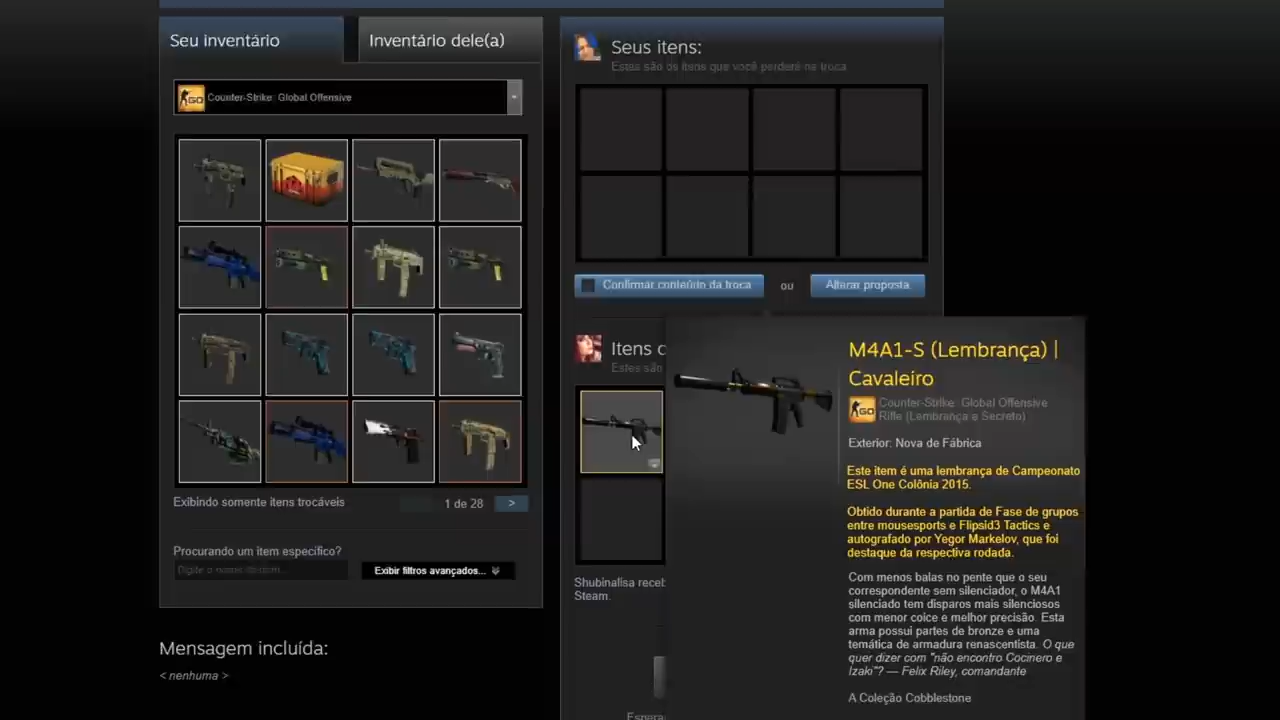 Seu inventário
Inventário dele(a)
Counter-Strike: Global Offensive
Exibindo somente itens trocáveis
1 de 28
>
Procurando um item específico?
Digite o nome do item...
Exibir filtros avançados...
Mensagem incluída:
< nenhuma >
Seus itens:
Estes são os itens que você perderá na troca
Confirmar conteúdo da troca
ou
Alterar proposta
Itens
Estes são
Shubinalisa
Steam.
M4A1-S (Lembrança) |
Cavaleiro
Counter-Strike: Global Offensive
Rifle (Lembrança e Secreto)
Exterior: Nova de Fábrica
Este item é uma lembrança de Campeonato
ESL One Colônia 2015.
Obtido durante a partida de Fase de grupos
entre mousesports e Flipsid3 Tactics e
autografado por Yegor Markelov, que foi
destaque da respectiva rodada.
Com menos balas no pente que o seu
correspondente sem silenciador, o M4A1
silenciado tem disparos mais silenciosos
com menor coice e melhor precisão. Esta
arma possui partes de bronze e uma
temática de armadura renascentista. O que
quer dizer com "não encontro Cocinero e
Izaki"? — Felix Riley, comandante
A Coleção Cobblestone